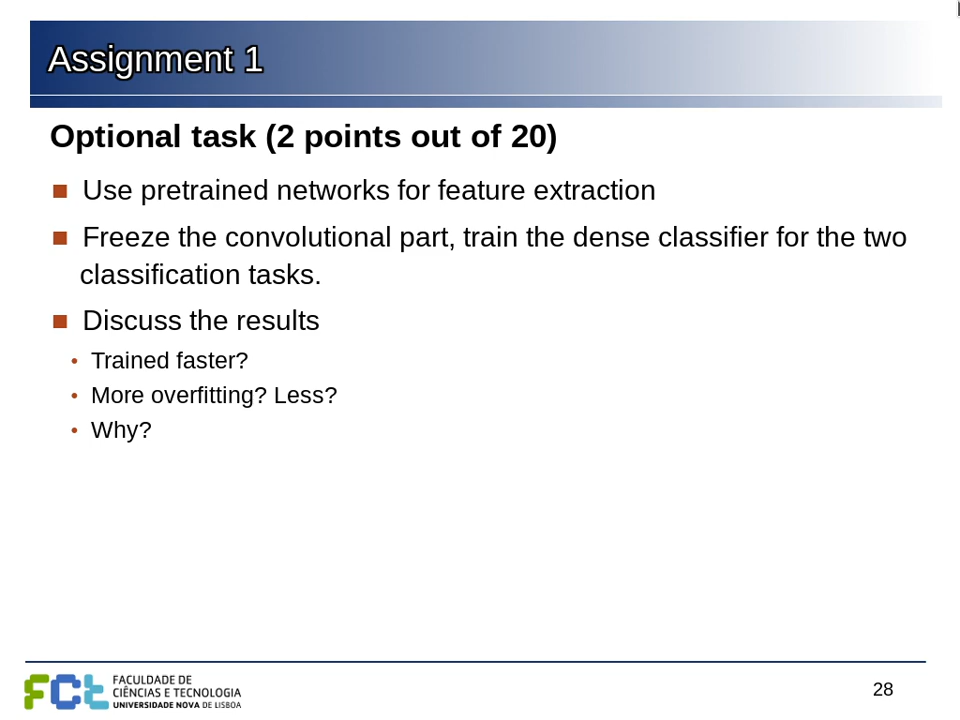 Assignment 1
Optional task (2 points out of 20)
Use pretrained networks for feature extraction
Freeze the convolutional part, train the dense classifier for the two
classification tasks.
Discuss the results
• Trained faster?
• More overfitting? Less?
• Why?
FCt
FACULDADE DE
CIÊNCIAS E TECNOLOGIA
UNIVERSIDADE NOVA DE LISBOA
28